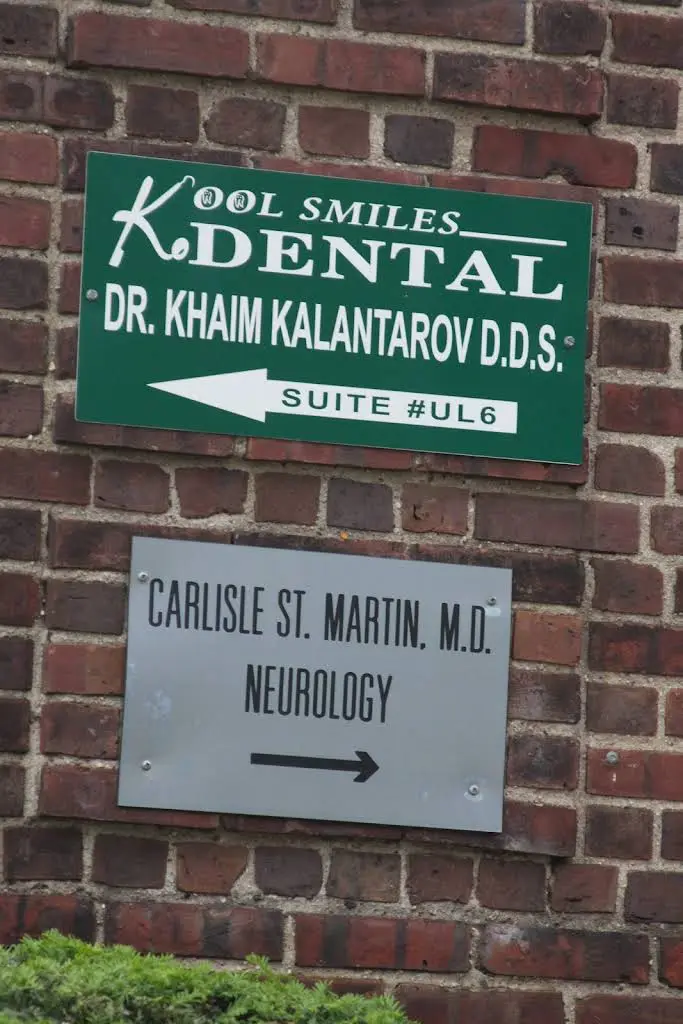 KOOL SMILES
DENTAL
DR. KHAIM KALANTAROV D.D.S.
SUITE #UL6
CARLISLE ST. MARTIN, M.D.
NEUROLOGY